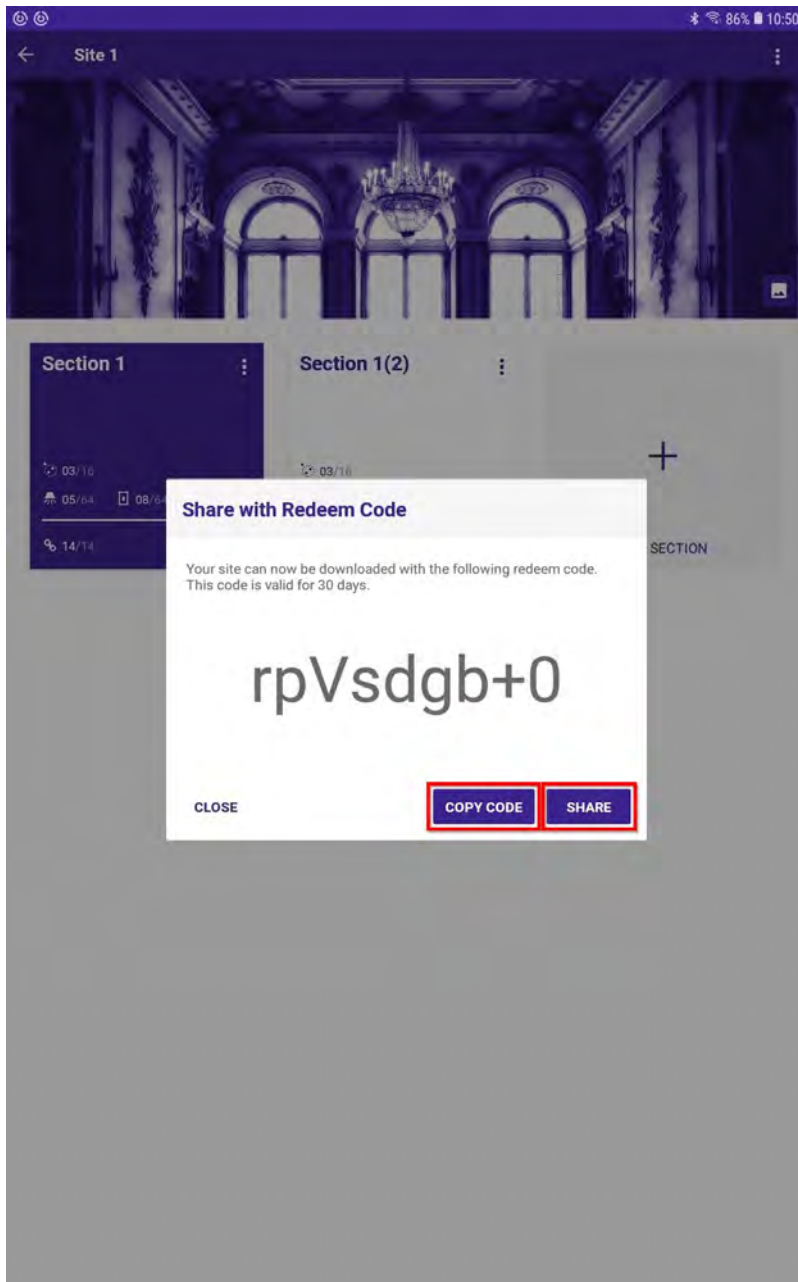 86% 10:50
Site 1
Section 1
Section 1(2)
03/16
03/16
05/64 08/64
14/14
SECTION
Share with Redeem Code
Your site can now be downloaded with the following redeem code.
This code is valid for 30 days.
rpVsdgb+0
CLOSE COPY CODE SHARE